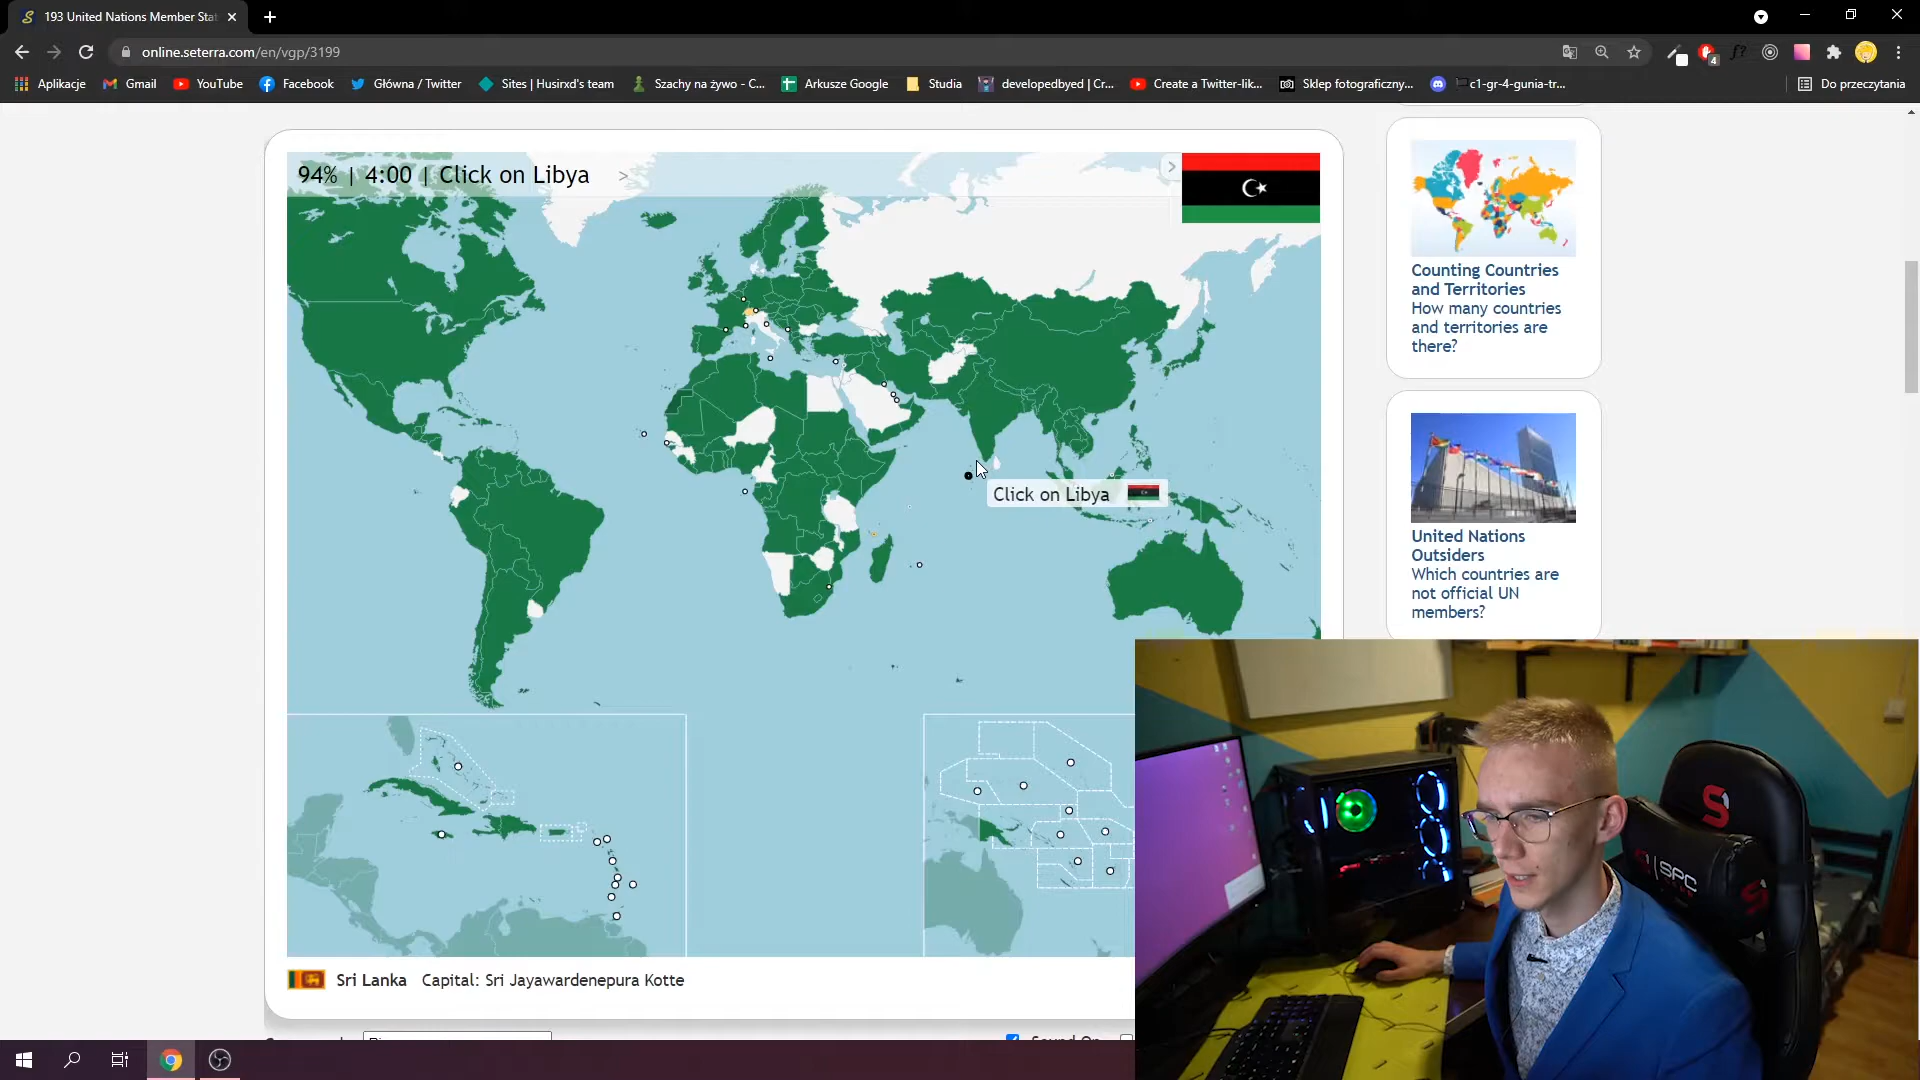 193 United Nations Member Stat
online.seterra.com/en/vgp/3199
4
Aplikacje
Gmail
YouTube
Facebook
Główna / Twitter
Sites | Husirxd's team
Szachy na żywo - C...
Arkusze Google
Studia
developedbyed | Cr...
Create a Twitter-lik...
Sklep fotograficzny...
c1-gr-4-gunia-tr...
Do przeczytania
94% | 4:00 | Click on Libya >
Click on Libya
Counting Countries
and Territories
How many countries
and territories are
there?
United Nations
Outsiders
Which countries are
not official UN
members?
Sri Lanka Capital: Sri Jayawardenepura Kotte
Sound On
SPC